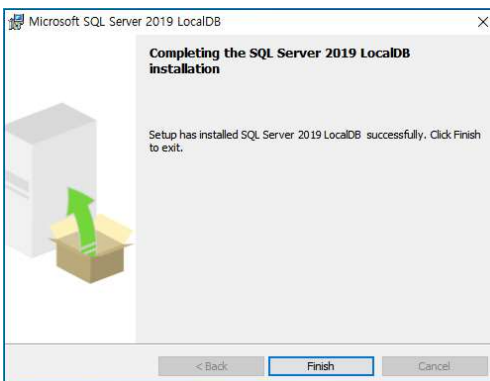 Microsoft SQL Server 2019 LocalDB
Completing the SQL Server 2019 LocalDB
installation
Setup has installed SQL Server 2019 LocalDB successfully. Click Finish
to exit.
< Back
Finish
Cancel